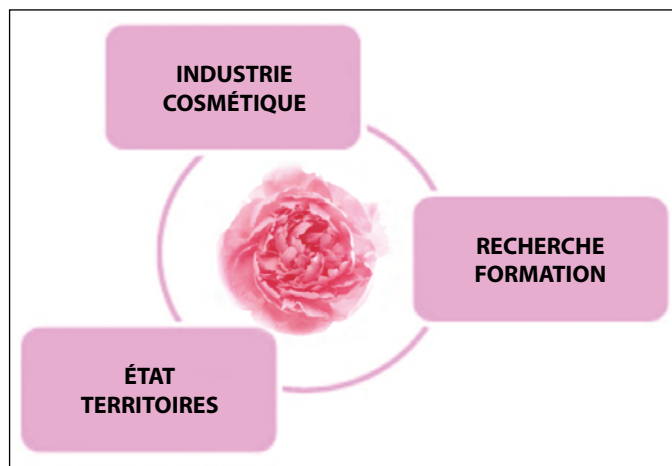 INDUSTRIE
COSMÉTIQUE
RECHERCHE
FORMATION
ÉTAT
TERRITOIRES